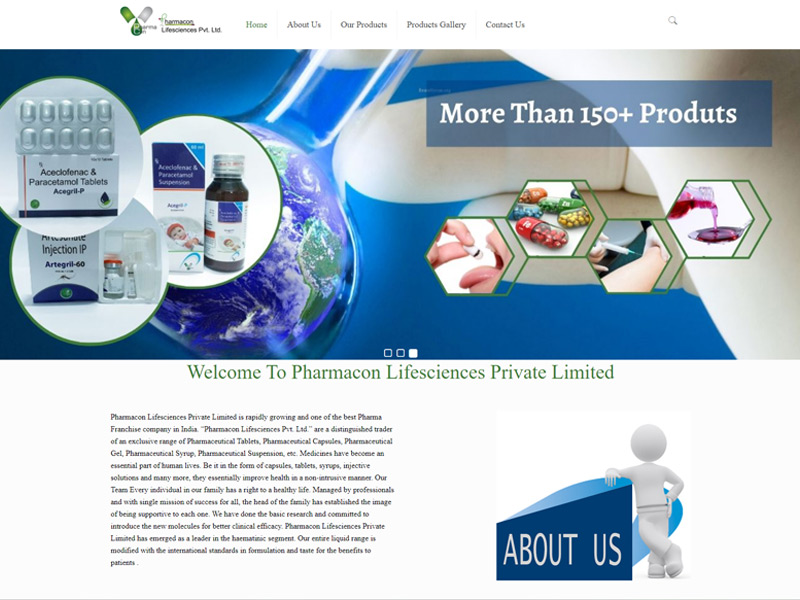 Pharmacon
Lifesciences Pvt. Ltd.
Home
About Us
Our Products
Products Gallery
Contact Us
More Than 150+ Produts
Aceclofenac &
Paracetamol Tablets
Acegril-P
Aceclofenac &
Paracetamol
Suspension
60 ml
Acegril-P
Artesunate
Injection IP
Artegril-60
Welcome To Pharmacon Lifesciences Private Limited
Pharmacon Lifesciences Private Limited is rapidly growing and one of the best Pharma
Franchise company in India. “Pharmacon Lifesciences Pvt. Ltd.” are a distinguished trader
of an exclusive range of Pharmaceutical Tablets, Pharmaceutical Capsules, Pharmaceutical
Gel, Pharmaceutical Syrup, Pharmaceutical Suspension, etc. Medicines have become an
essential part of human lives. Be it in the form of capsules, tablets, syrups, injective
solutions and many more, they essentially improve health in a non-intrusive manner. Our
Team Every individual in our family has a right to a healthy life. Managed by professionals
and with single mission of success for all, the head of the family has established the image
of being supportive to each one. We have done the basic research and committed to
introduce the new molecules for better clinical efficacy. Pharmacon Lifesciences Private
Limited has emerged as a leader in the haematinic segment. Our entire liquid range is
modified with the international standards in formulation and taste for the benefits to
patients .
ABOUT US